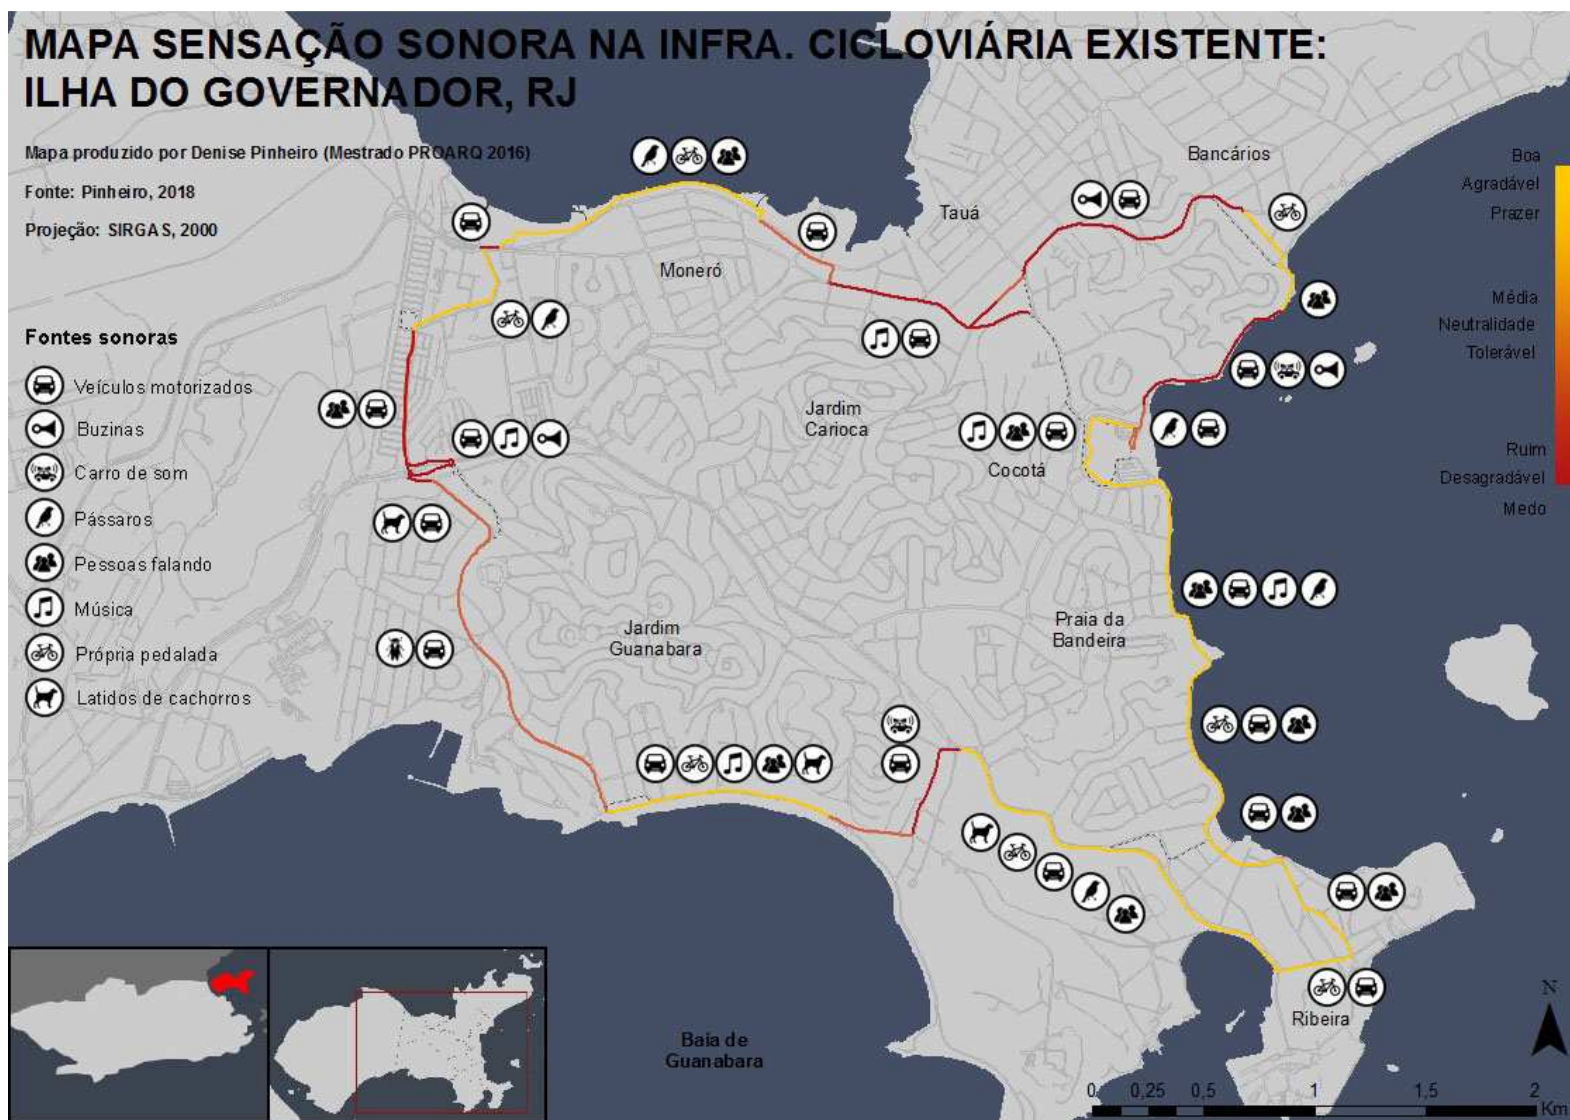 MAPA SENSAÇÃO SONORA NA INFRA. CICLOVIÁRIA EXISTENTE:
ILHA DO GOVERNADOR, RJ
Mapa produzido por Denise Pinheiro (Mestrado PROARQ 2016)
Fonte: Pinheiro, 2018
Projeção: SIRGAS, 2000
Bancários
Tauá
Moneró
Jardim
Carioca
Cocotá
Praia da
Bandeira
Jardim
Guanabara
Ribeira
Baia de
Guanabara
Boa
Agradável
Prazer
Média
Neutralidade
Tolerável
Ruim
Desagradável
Medo
Fontes sonoras
Veículos motorizados
Buzinas
Carro de som
Pássaros
Pessoas falando
Música
Própria pedalada
Latidos de cachorros
N
0 0,25 0,5 1 1,5 2
Km